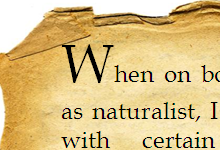 When on bo
as naturalist, I
with certain